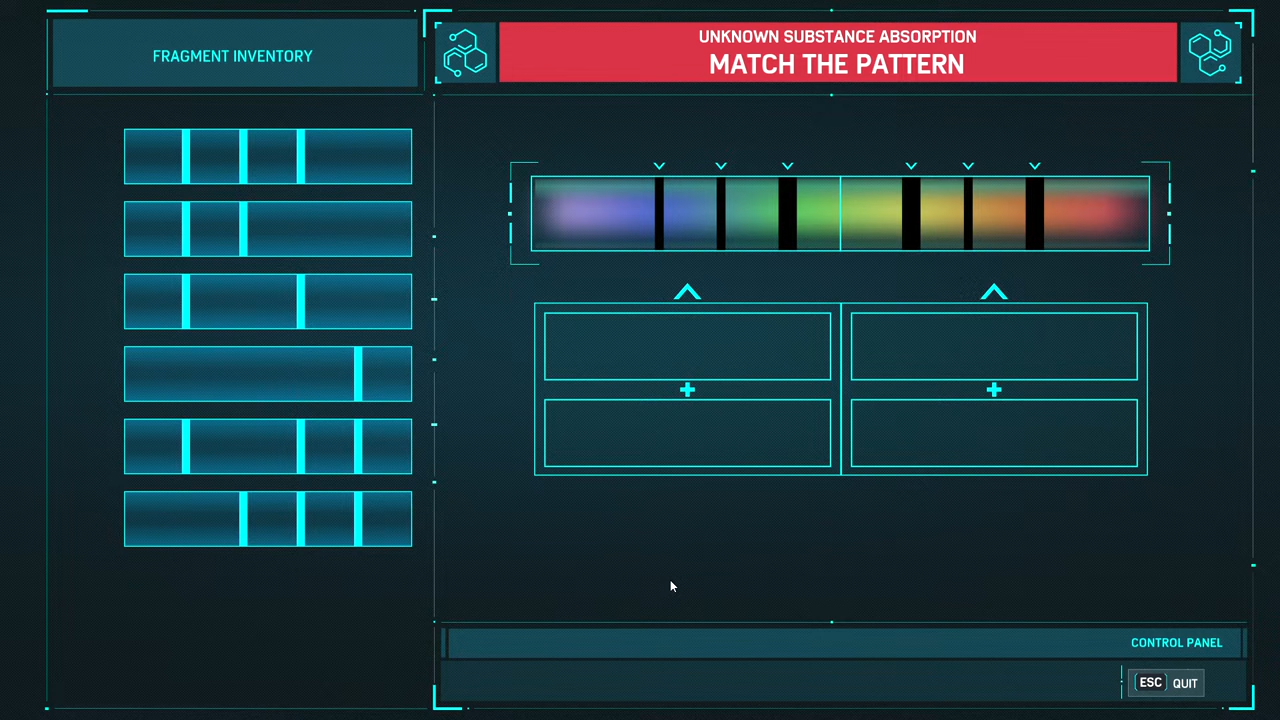 FRAGMENT INVENTORY
UNKNOWN SUBSTANCE ABSORPTION
MATCH THE PATTERN
CONTROL PANEL
ESC QUIT